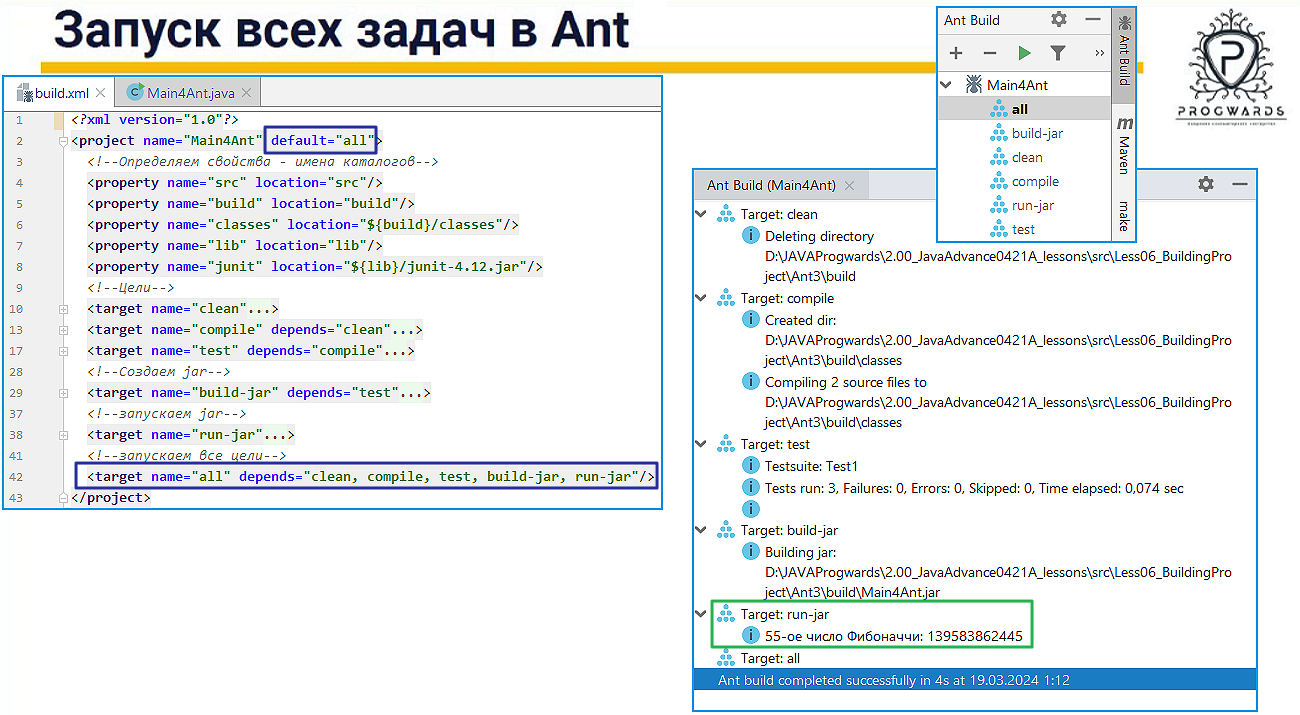 Запуск всех задач в Ant
build.xml
Main4Ant.java
1 <?xml version="1.0"?>
2 <project name="Main4Ant" default="all">
3 <!--Определяем свойства - имена каталогов-->
4 <property name="src" location="src"/>
5 <property name="build" location="build"/>
6 <property name="classes" location="${build}/classes"/>
7 <property name="lib" location="lib"/>
8 <property name="junit" location="${lib}/junit-4.12.jar"/>
9 <!--Цели-->
10 <target name="clean"...>
13 <target name="compile" depends="clean"...>
17 <target name="test" depends="compile"...>
28 <!--Создаем jar-->
29 <target name="build-jar" depends="test"...>
37 <!--запускаем jar-->
38 <target name="run-jar"...>
41 <!--запускаем все цели-->
42 <target name="all" depends="clean, compile, test, build-jar, run-jar"/>
43 </project>
Ant Build
Main4Ant
all
build-jar
clean
compile
run-jar
test
Ant Build
m Maven
make
P
PROGWARDS
Ant Build (Main4Ant)
Target: clean
Deleting directory
D:\JAVAProgwards\2.00_JavaAdvance0421A_lessons\src\Less06_BuildingPro
ject\Ant3\build
Target: compile
Created dir:
D:\JAVAProgwards\2.00_JavaAdvance0421A_lessons\src\Less06_BuildingPro
ject\Ant3\build\classes
Compiling 2 source files to
D:\JAVAProgwards\2.00_JavaAdvance0421A_lessons\src\Less06_BuildingPro
ject\Ant3\build\classes
Target: test
Testsuite: Test1
Tests run: 3, Failures: 0, Errors: 0, Skipped: 0, Time elapsed: 0,074 sec
Target: build-jar
Building jar:
D:\JAVAProgwards\2.00_JavaAdvance0421A_lessons\src\Less06_BuildingPro
ject\Ant3\build\Main4Ant.jar
Target: run-jar
55-ое число Фибоначчи: 139583862445
Target: all
Ant build completed successfully in 4s at 19.03.2024 1:12